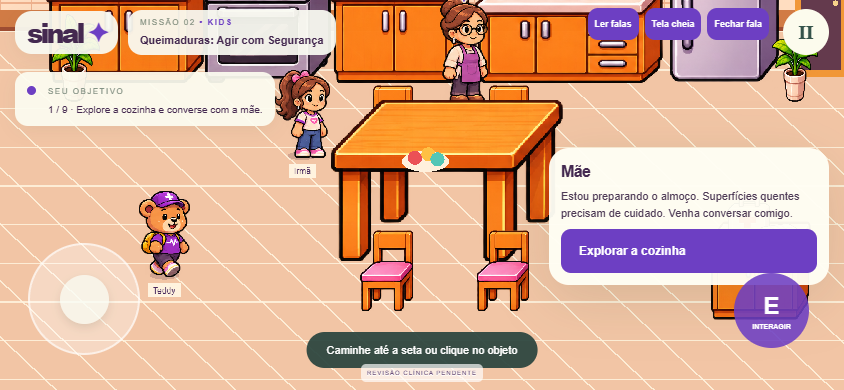 sinal
MISSÃO 02 • KIDS
Queimaduras: Agir com Segurança
Ler falas
Tela cheia
Fechar fala
II
SEU OBJETIVO
1 / 9 · Explore a cozinha e converse com a mãe.
Irmã
Mãe
Estou preparando o almoço. Superfícies quentes
precisam de cuidado. Venha conversar comigo.
Explorar a cozinha
Teddy
E
INTERAGIR
Caminhe até a seta ou clique no objeto
REVISÃO CLÍNICA PENDENTE